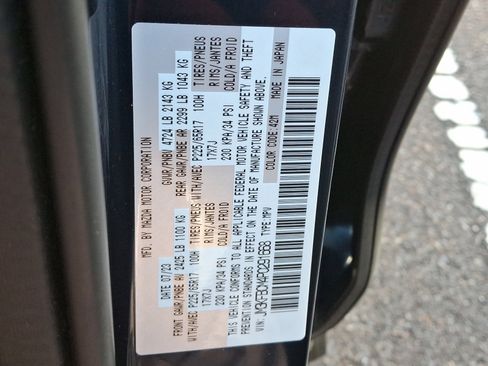 MFD. BY MAZDA MOTOR CORPORATION
DATE 07/23 GWVR/PNBV 4724 LB 2143 KG
FRONT GAWR/PNBE AV 2425 LB 1100 KG REAR GAWR/PNBE AR 2299 LB 1043 KG
WITH/AVEC P225/65R17 100H TIRES/PNEUS WITH/AVEC P225/65R17 100H TIRES/PNEUS
17X7J RIMS/JANTES 17X7J RIMS/JANTES
230 KPA/34 PSI COLD/A FROID 230 KPA/34 PSI COLD/A FROID
THIS VEHICLE CONFORMS TO ALL APPLICABLE FEDERAL MOTOR VEHICLE SAFETY AND THEFT
PREVENTION STANDARDS IN EFFECT ON THE DATE OF MANUFACTURE SHOWN ABOVE.
VIN: TYPE: MPV COLOR CODE: 42M MADE IN JAPAN